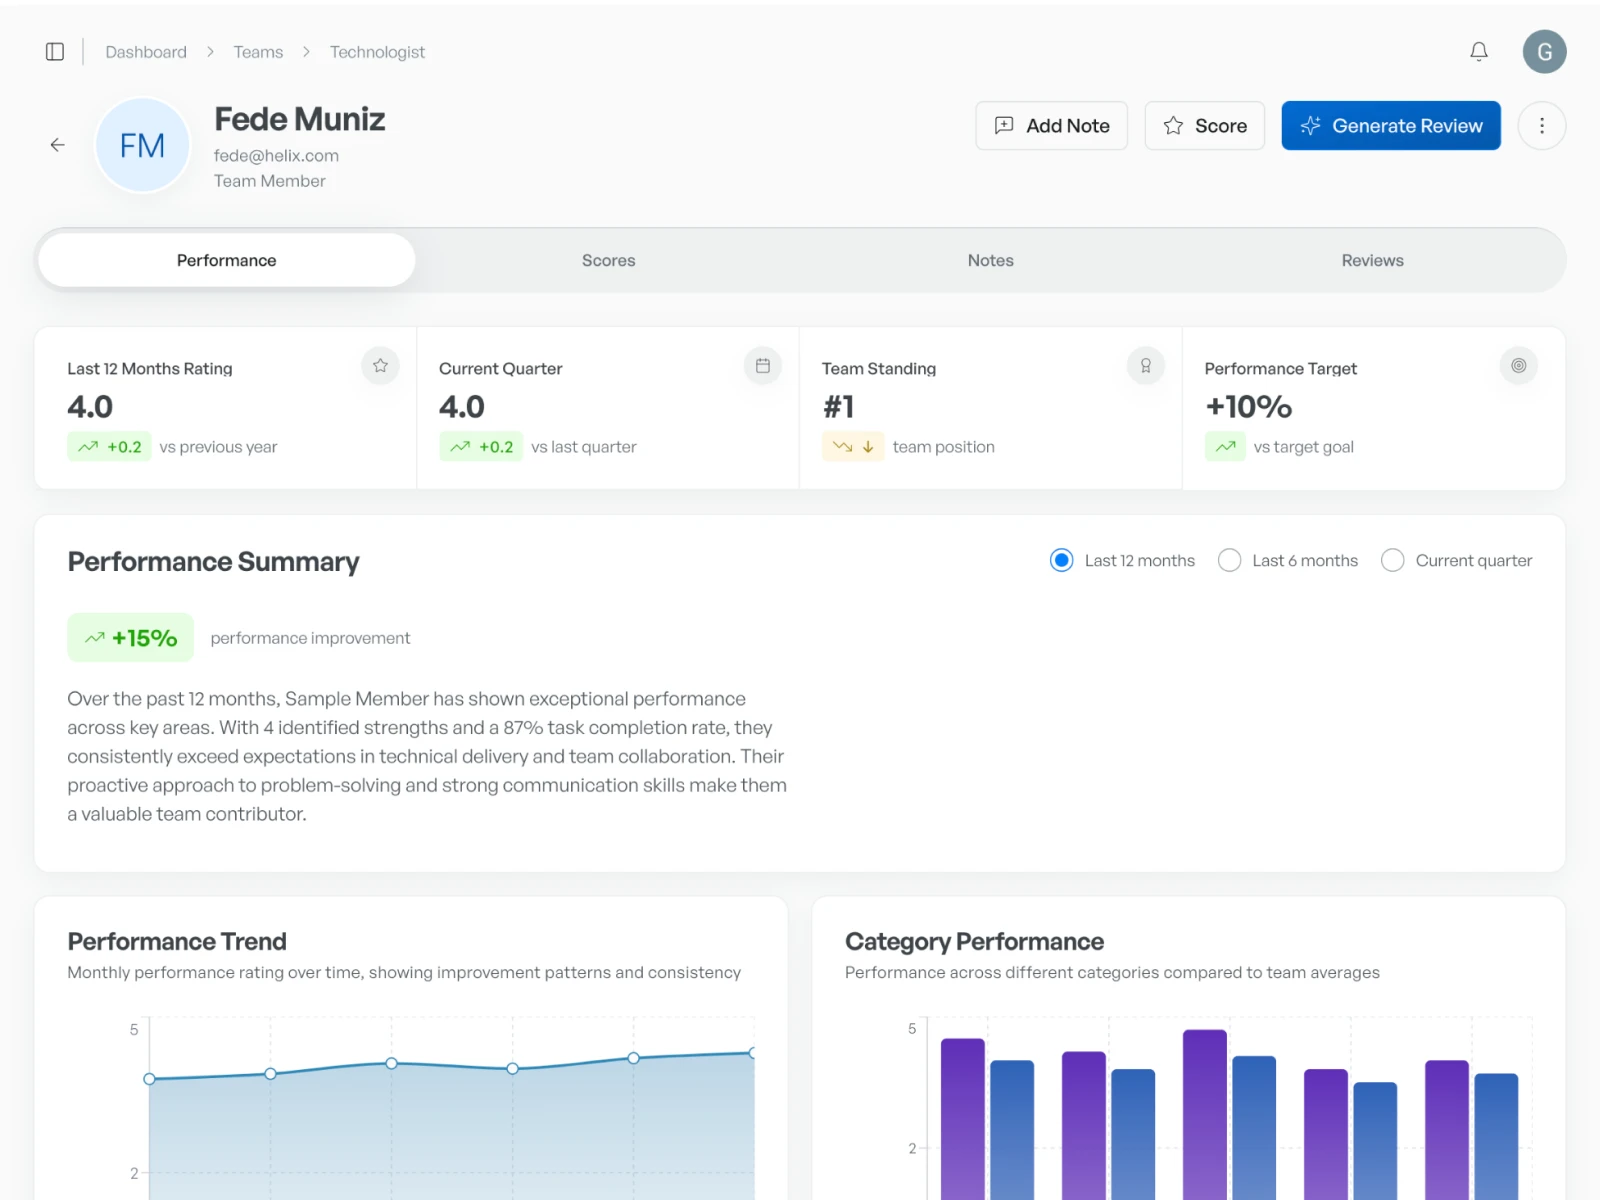 Dashboard > Teams > Technologist
G
FM
Fede Muniz
fede@helix.com
Team Member
Add Note
Score
Generate Review
Performance
Scores
Notes
Reviews
Last 12 Months Rating
4.0
+0.2 vs previous year
Current Quarter
4.0
+0.2 vs last quarter
Team Standing
#1
team position
Performance Target
+10%
vs target goal
Performance Summary
Last 12 months
Last 6 months
Current quarter
+15% performance improvement
Over the past 12 months, Sample Member has shown exceptional performance
across key areas. With 4 identified strengths and a 87% task completion rate, they
consistently exceed expectations in technical delivery and team collaboration. Their
proactive approach to problem-solving and strong communication skills make them
a valuable team contributor.
Performance Trend
Monthly performance rating over time, showing improvement patterns and consistency
5
2
Category Performance
Performance across different categories compared to team averages
5
2